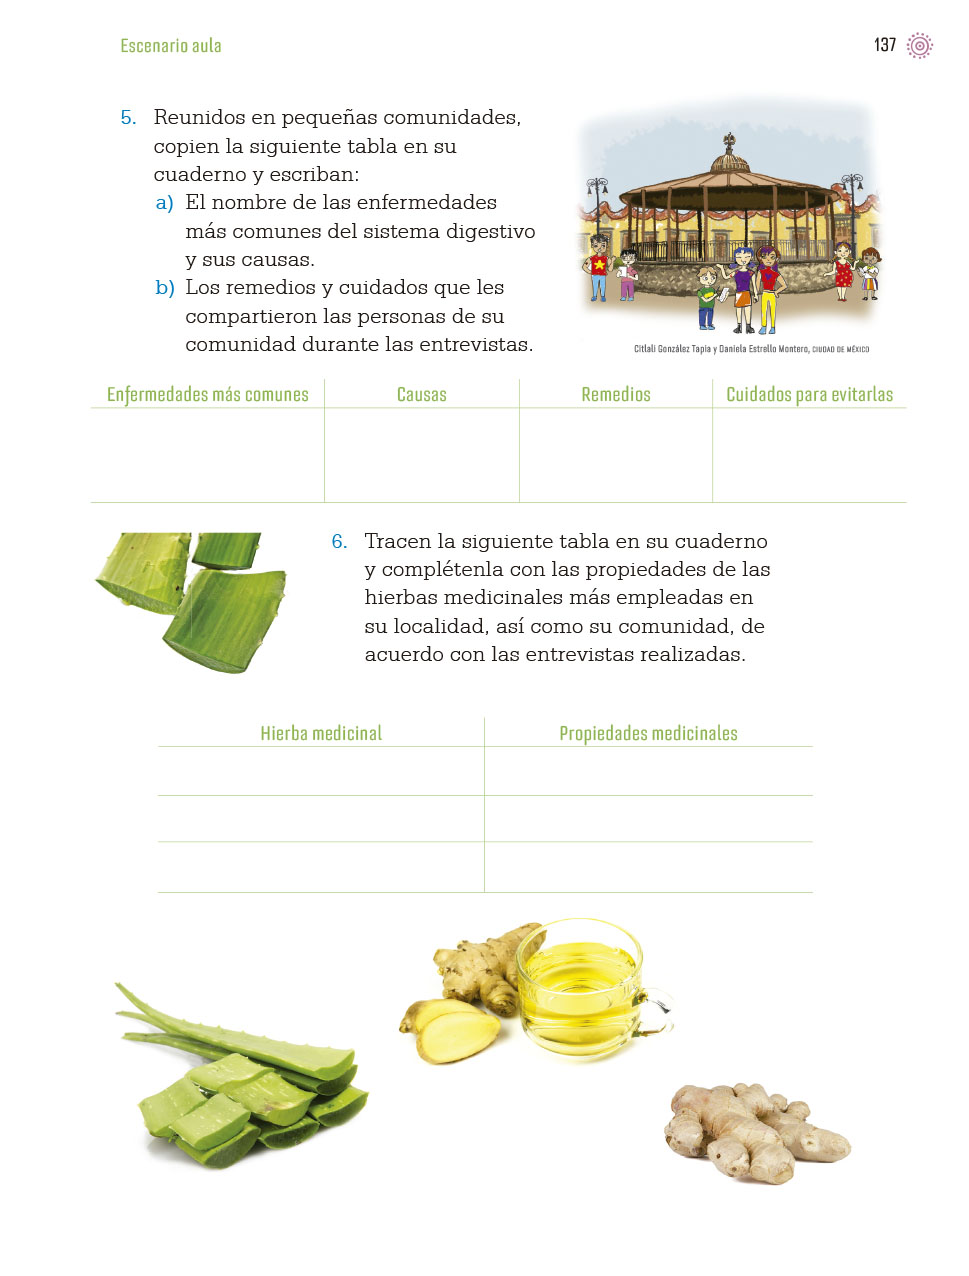 Escenario aula
137
5. Reunidos en pequeñas comunidades,
copien la siguiente tabla en su
cuaderno y escriban:
a) El nombre de las enfermedades
más comunes del sistema digestivo
y sus causas.
b) Los remedios y cuidados que les
compartieron las personas de su
comunidad durante las entrevistas.
Citlali González Tapia y Daniela Estrello Montero, CIUDAD DE MÉXICO
Enfermedades más comunes Causas Remedios Cuidados para evitarlas
6. Tracen la siguiente tabla en su cuaderno
y complétenla con las propiedades de las
hierbas medicinales más empleadas en
su localidad, así como su comunidad, de
acuerdo con las entrevistas realizadas.
Hierba medicinal Propiedades medicinales